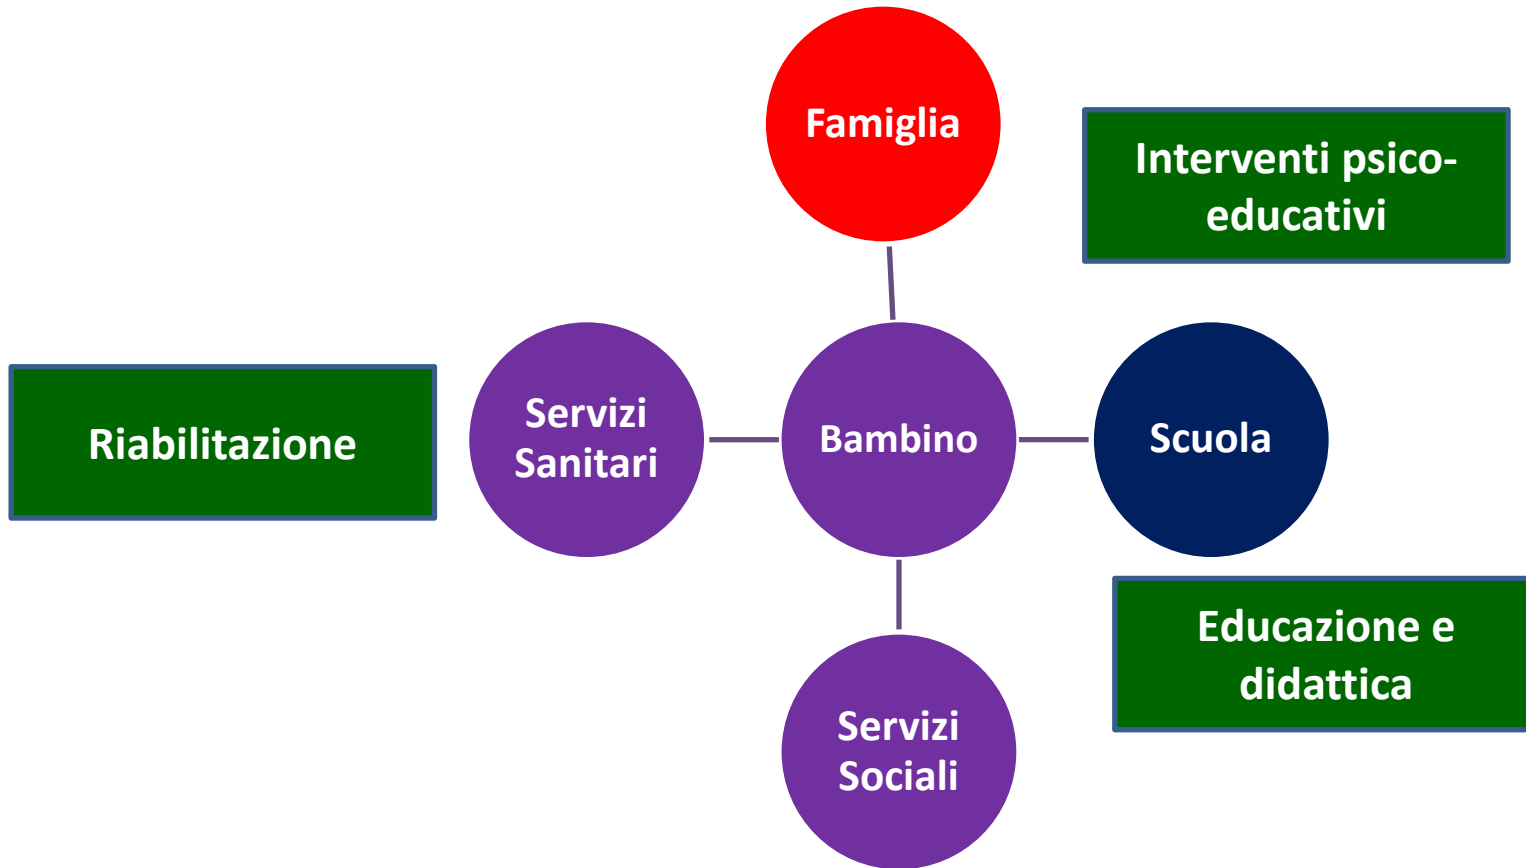 Famiglia
Interventi psico-
educativi
Riabilitazione
Servizi
Sanitari
Bambino
Scuola
Educazione e
didattica
Servizi
Sociali